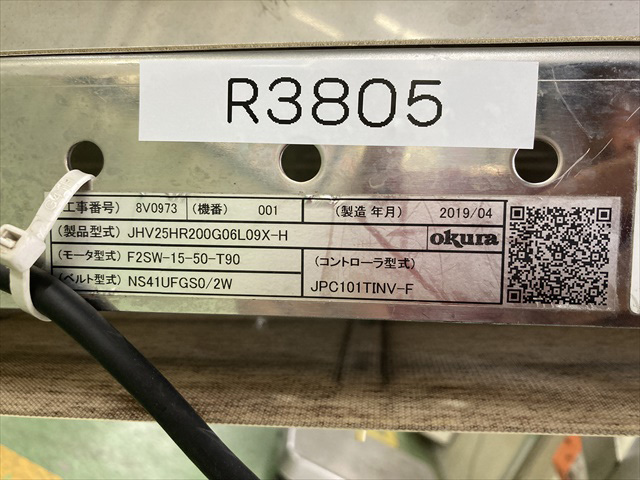 R3805
工事番号) 8V0973 (機番) 001 (製造 年月) 2019/04
(製品型式) JHV25HR200G06L09X-H okura
(モータ型式) F2SW-15-50-T90 (コントローラ型式)
(ベルト型式) NS41UFGS0/2W JPC101TINV-F